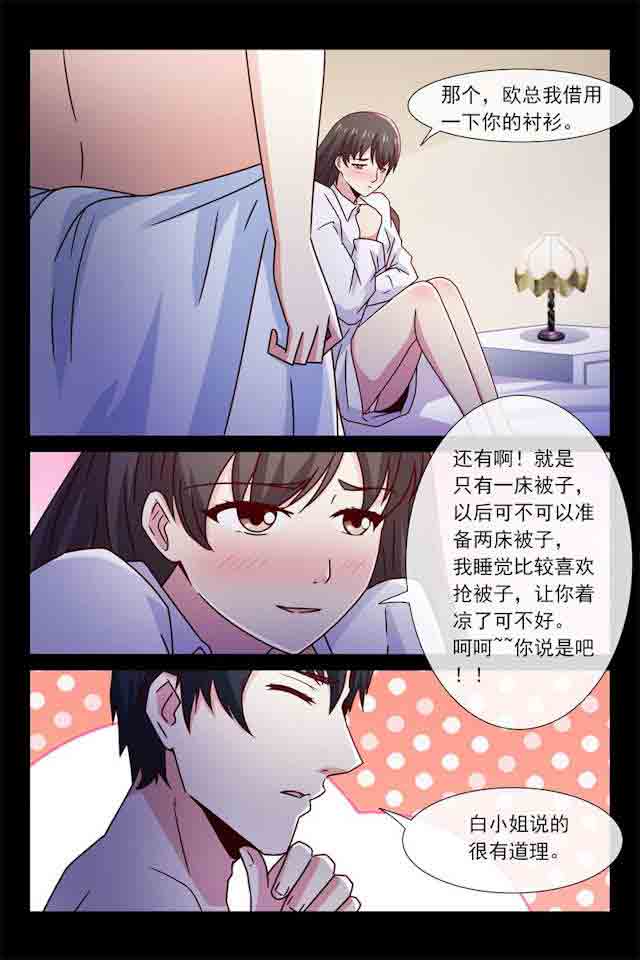 那个，欧总我借用
一下你的衬衫。
还有啊！就是
只有一床被子，
以后可不可以准
备两床被子，
我睡觉比较喜欢
抢被子，让你着
凉了可不好。
呵呵~~你说是吧
！！
白小姐说的
很有道理。